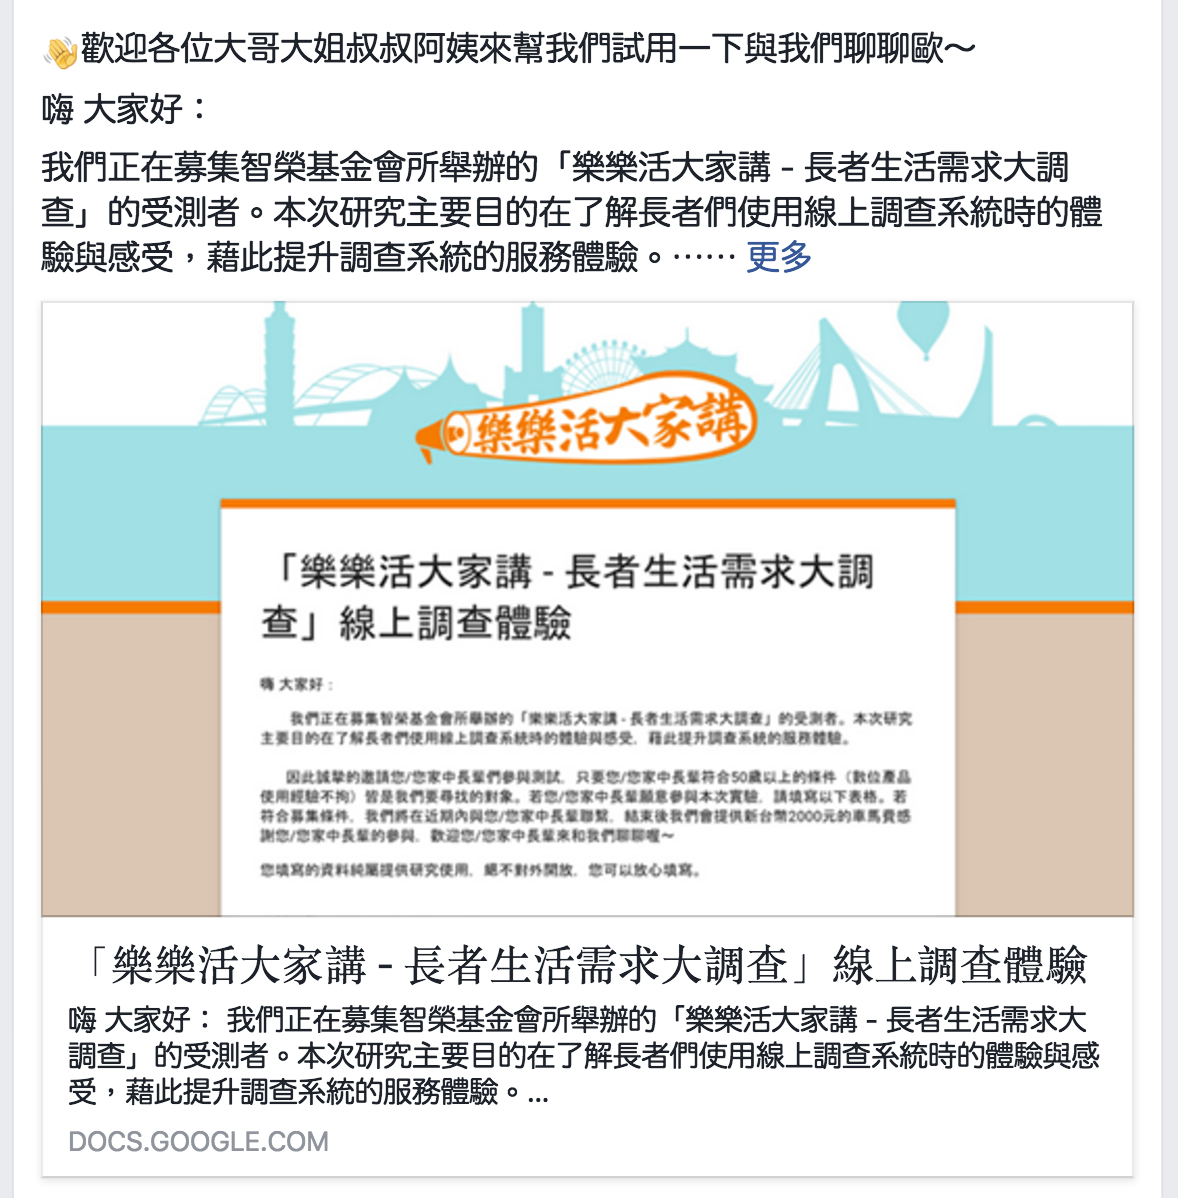 👋歡迎各位大哥大姐叔叔阿姨來幫我們試用一下與我們聊聊歐～
嗨 大家好：
我們正在募集智榮基金會所舉辦的「樂樂活大家講 - 長者生活需求大調
查」的受測者。本次研究主要目的在了解長者們使用線上調查系統時的體
驗與感受，藉此提升調查系統的服務體驗。⋯⋯ 更多
樂樂活大家講
「樂樂活大家講 - 長者生活需求大調
查」線上調查體驗
嗨 大家好：
我們正在募集智榮基金會所舉辦的「樂樂活大家講 - 長者生活需求大調查」的受測者。本次研究
主要目的在了解長者們使用線上調查系統時的體驗與感受，藉此提升調查系統的服務體驗。
因此誠摯的邀請您/您家中長輩們參與測試，只要您/您家中長輩符合50歲以上的條件（數位產品
使用經驗不拘）皆是我們要尋找的對象。若您/您家中長輩願意參與本次實驗，請填寫以下表格。若
符合募集條件，我們將在近期內與您/您家中長輩聯繫，結束後我們會提供新台幣2000元的車馬費感
謝您/您家中長輩的參與，歡迎您/您家中長輩來和我們聊聊喔～
您填寫的資料純屬提供研究使用，絕不對外開放，您可以放心填寫。
「樂樂活大家講 - 長者生活需求大調查」線上調查體驗
嗨 大家好： 我們正在募集智榮基金會所舉辦的「樂樂活大家講 - 長者生活需求大
調查」的受測者。本次研究主要目的在了解長者們使用線上調查系統時的體驗與感
受，藉此提升調查系統的服務體驗。...
DOCS.GOOGLE.COM